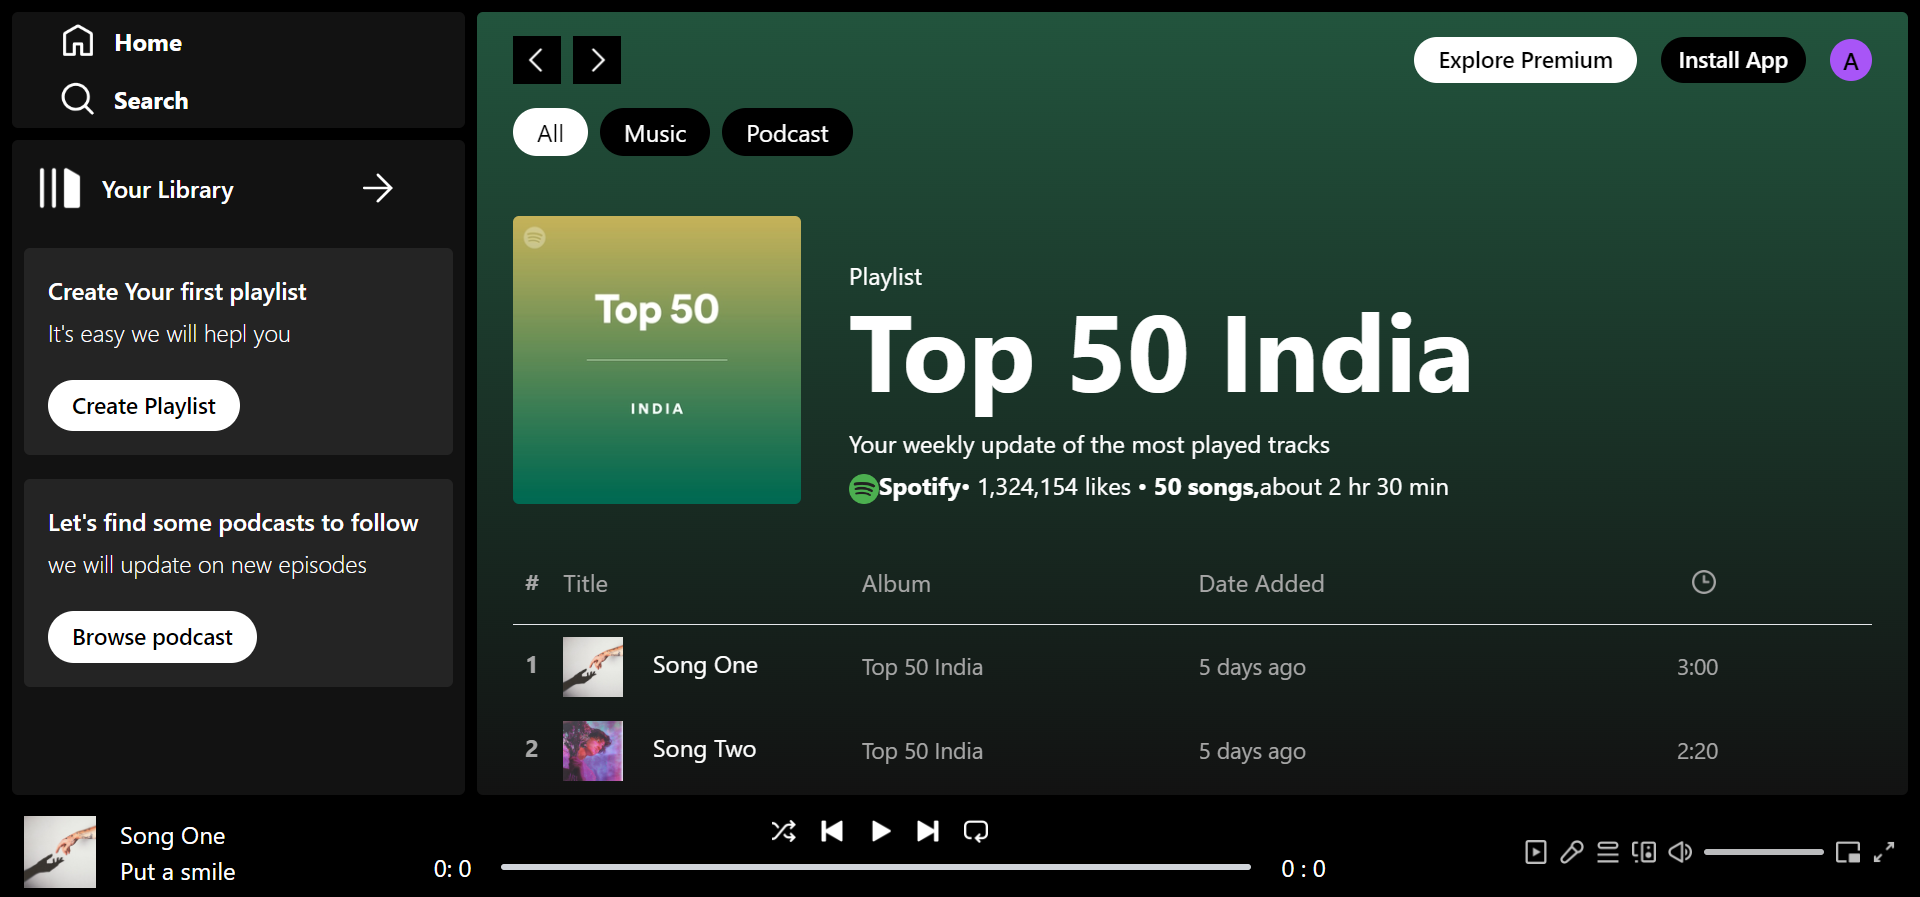 Home
Search
Your Library
Create Your first playlist
It's easy we will hepl you
Create Playlist
Let's find some podcasts to follow
we will update on new episodes
Browse podcast
Explore Premium
Install App
A
All
Music
Podcast
Top 50
INDIA
Playlist
Top 50 India
Your weekly update of the most played tracks
Spotify• 1,324,154 likes • 50 songs,about 2 hr 30 min
# Title Album Date Added
1 Song One Top 50 India 5 days ago 3:00
2 Song Two Top 50 India 5 days ago 2:20
Song One
Put a smile
0: 0
0 : 0